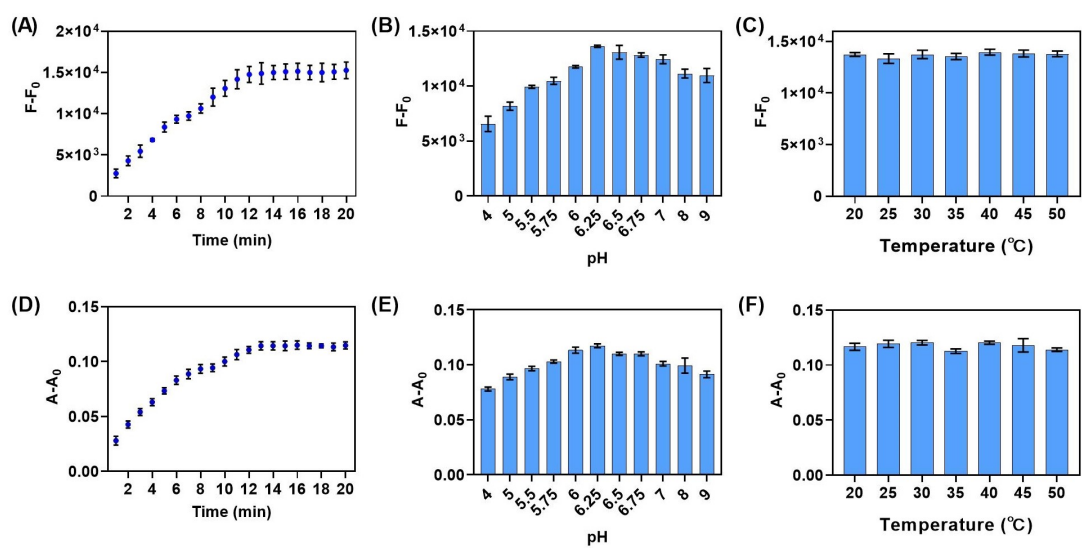 (A)
2×10⁴
1.5×10⁴
10⁴
5×10³
0
F-F₀
2 4 6 8 10 12 14 16 18 20
Time (min)
(B)
1.5×10⁴
10⁴
5×10³
0
F-F₀
4 5 5.5 5.75 6 6.25 6.5 6.75 7 8 9
pH
(C)
1.5×10⁴
10⁴
5×10³
0
F-F₀
20 25 30 35 40 45 50
Temperature (℃)
(D)
0.15
0.10
0.05
0.00
A-A₀
2 4 6 8 10 12 14 16 18 20
Time (min)
(E)
0.15
0.10
0.05
0.00
A-A₀
4 5 5.5 5.75 6 6.25 6.5 6.75 7 8 9
pH
(F)
0.15
0.10
0.05
0.00
A-A₀
20 25 30 35 40 45 50
Temperature (℃)